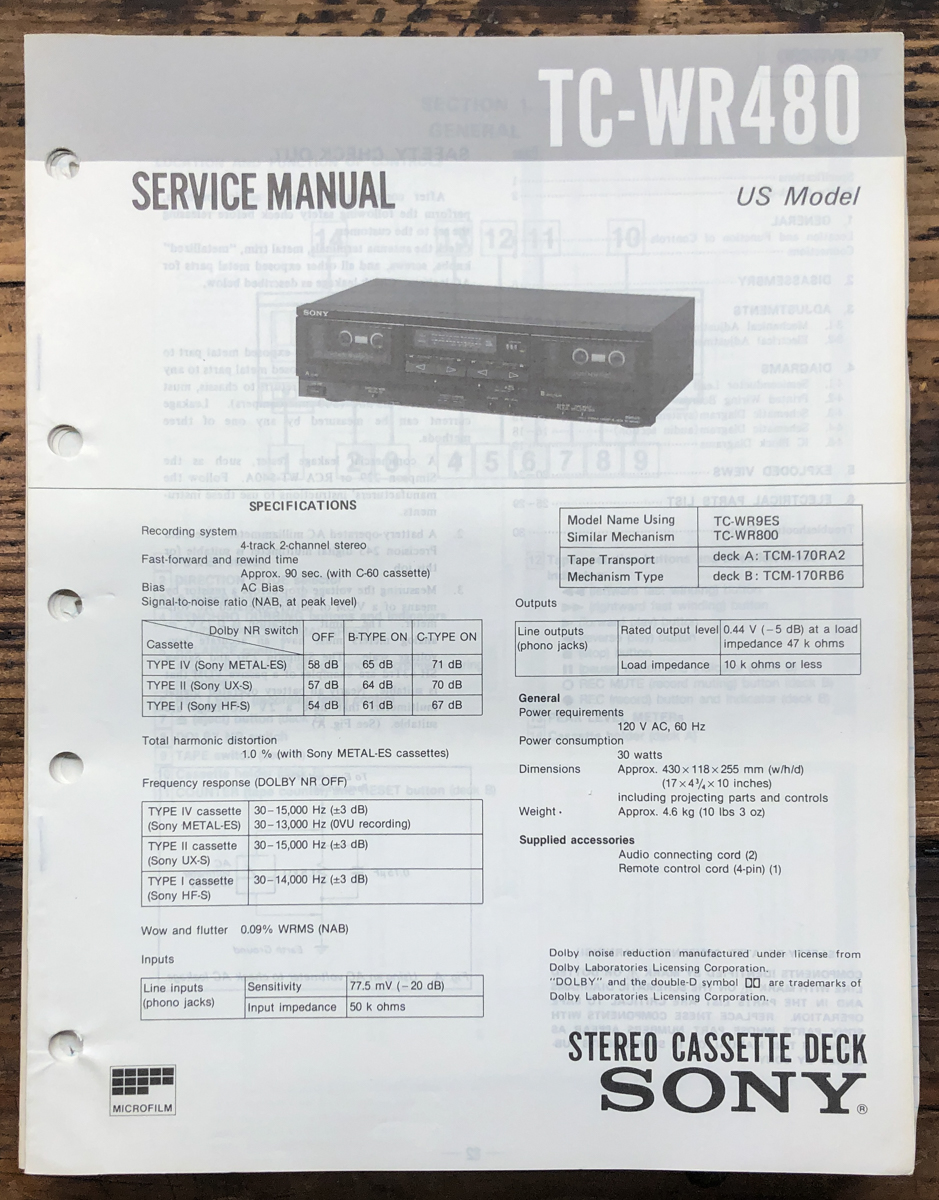 TC-WR480
SERVICE MANUAL
US Model
SONY
SPECIFICATIONS
Recording system
4-track 2-channel stereo
Fast-forward and rewind time
Approx. 90 sec. (with C-60 cassette)
Bias AC Bias
Signal-to-noise ratio (NAB, at peak level)
Dolby NR switch OFF B-TYPE ON C-TYPE ON
Cassette
TYPE IV (Sony METAL-ES) 58 dB 65 dB 71 dB
TYPE II (Sony UX-S) 57 dB 64 dB 70 dB
TYPE I (Sony HF-S) 54 dB 61 dB 67 dB
Total harmonic distortion
1.0 % (with Sony METAL-ES cassettes)
Frequency response (DOLBY NR OFF)
TYPE IV cassette 30–15,000 Hz (±3 dB)
(Sony METAL-ES) 30–13,000 Hz (0VU recording)
TYPE II cassette 30–15,000 Hz (±3 dB)
(Sony UX-S)
TYPE I cassette 30–14,000 Hz (±3 dB)
(Sony HF-S)
Wow and flutter 0.09% WRMS (NAB)
Inputs
Line inputs Sensitivity 77.5 mV (−20 dB)
(phono jacks) Input impedance 50 k ohms
Model Name Using TC-WR9ES
Similar Mechanism TC-WR800
Tape Transport deck A: TCM-170RA2
Mechanism Type deck B: TCM-170RB6
Outputs
Line outputs Rated output level 0.44 V (−5 dB) at a load
(phono jacks) impedance 47 k ohms
Load impedance 10 k ohms or less
General
Power requirements
120 V AC, 60 Hz
Power consumption
30 watts
Dimensions Approx. 430×118×255 mm (w/h/d)
(17×4¾×10 inches)
including projecting parts and controls
Weight Approx. 4.6 kg (10 lbs 3 oz)
Supplied accessories
Audio connecting cord (2)
Remote control cord (4-pin) (1)
Dolby noise reduction manufactured under license from
Dolby Laboratories Licensing Corporation.
"DOLBY" and the double-D symbol are trademarks of
Dolby Laboratories Licensing Corporation.
STEREO CASSETTE DECK
SONY®
MICROFILM